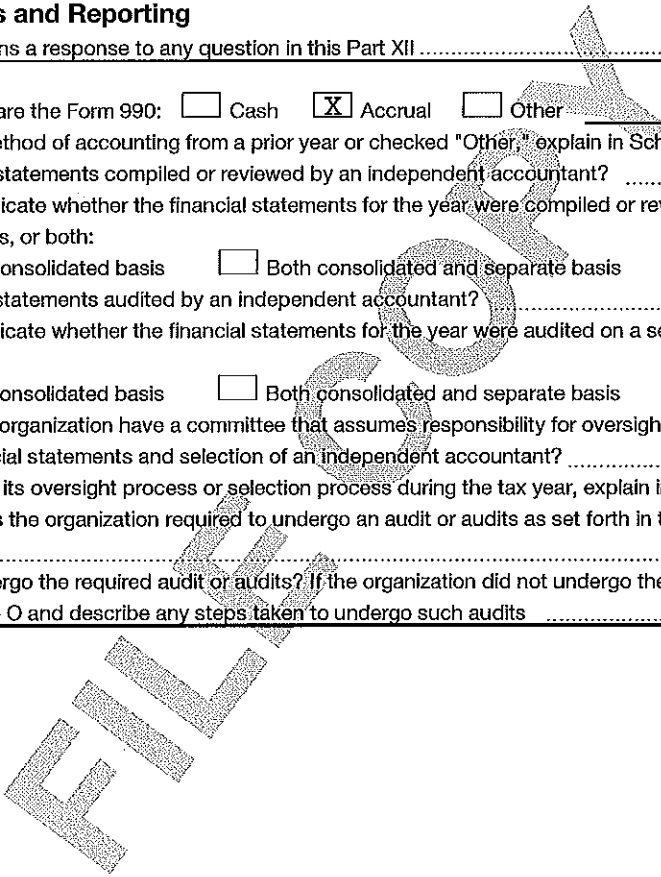 s and Reporting
ns a response to any question in this Part XII
are the Form 990: Cash X Accrual Other
ethod of accounting from a prior year or checked "Other," explain in Sch
statements compiled or reviewed by an independent accountant?
icate whether the financial statements for the year were compiled or rev
s, or both:
onsolidated basis Both consolidated and separate basis
statements audited by an independent accountant?
icate whether the financial statements for the year were audited on a se
onsolidated basis Both consolidated and separate basis
organization have a committee that assumes responsibility for oversigh
cial statements and selection of an independent accountant?
its oversight process or selection process during the tax year, explain i
s the organization required to undergo an audit or audits as set forth in t
ergo the required audit or audits? If the organization did not undergo the
O and describe any steps taken to undergo such audits
FILE COPY